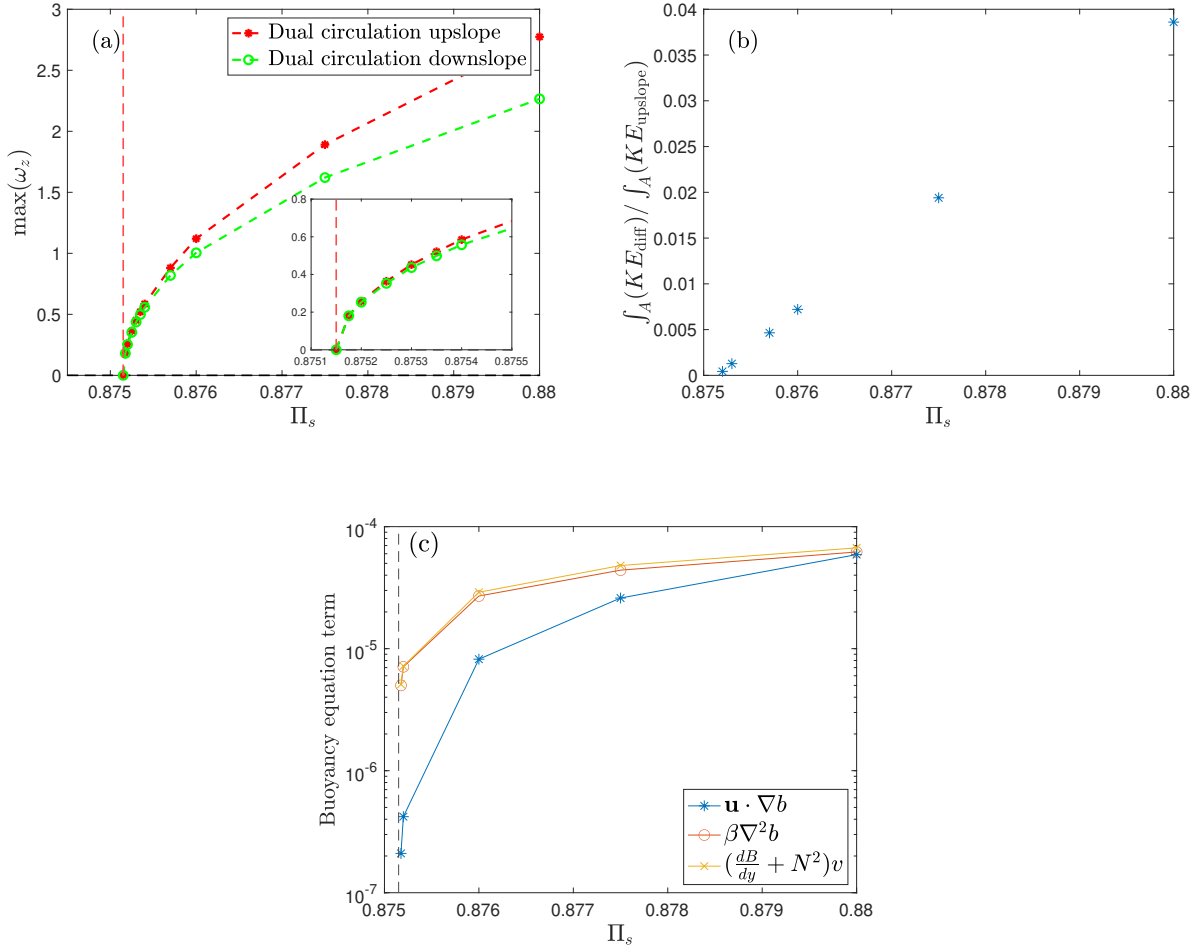 (a)
Dual circulation upslope
Dual circulation downslope
max(ω_z)
3
2.5
2
1.5
1
0.5
0
0.875 0.876 0.877 0.878 0.879 0.88
Π_s
0.8
0.6
0.4
0.2
0
0.8751 0.8752 0.8753 0.8754 0.8755
(b)
∫_A(KE_diff)/ ∫_A(KE_upslope)
0.04
0.035
0.03
0.025
0.02
0.015
0.01
0.005
0
0.875 0.876 0.877 0.878 0.879 0.88
Π_s
(c)
Buoyancy equation term
10^-4
10^-5
10^-6
10^-7
0.875 0.876 0.877 0.878 0.879 0.88
Π_s
u · ∇b
β∇²b
(dB/dy + N²)v